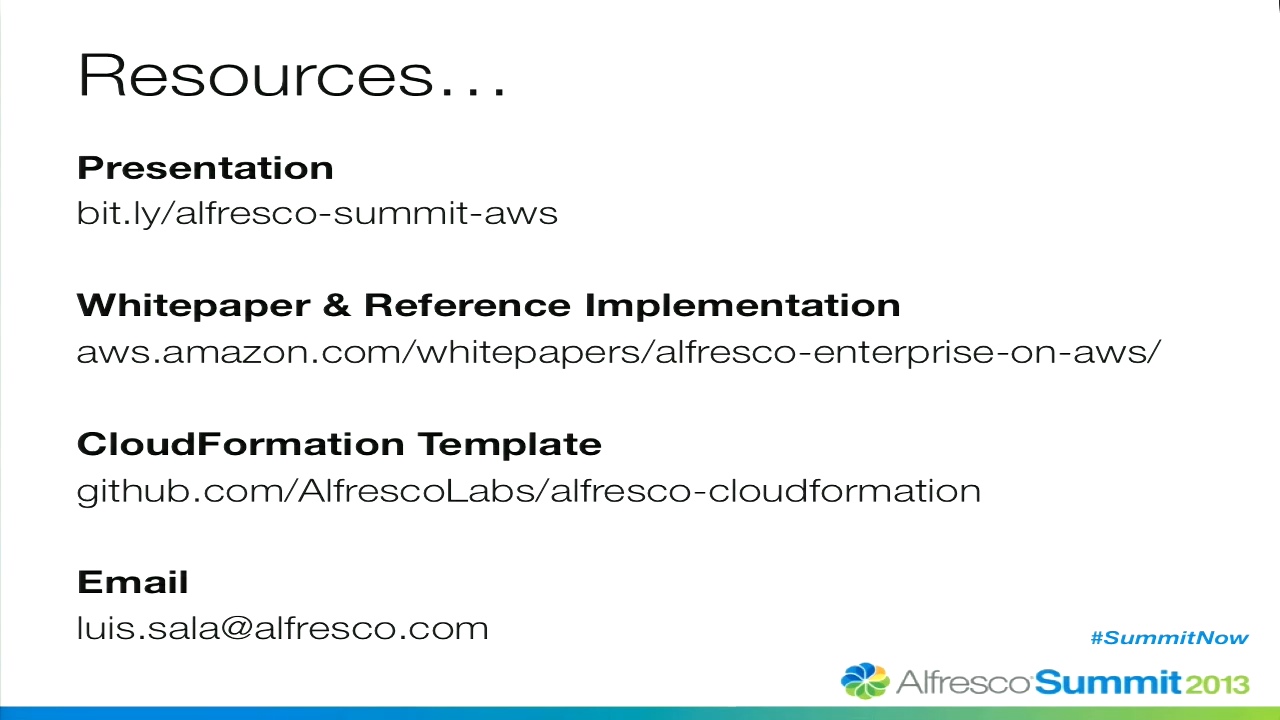 Resources…
Presentation
bit.ly/alfresco-summit-aws
Whitepaper & Reference Implementation
aws.amazon.com/whitepapers/alfresco-enterprise-on-aws/
CloudFormation Template
github.com/AlfrescoLabs/alfresco-cloudformation
Email
luis.sala@alfresco.com
#SummitNow
Alfresco Summit 2013